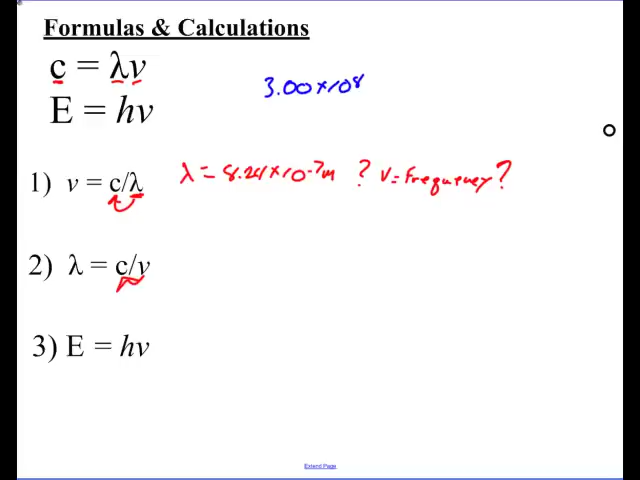 Formulas & Calculations
c = λν
3.00×108
E = hν
1) ν = c/λ λ = 8.24×10-7m ? V = Frequency ?
2) λ = c/ν
3) E = hν
Extend Page